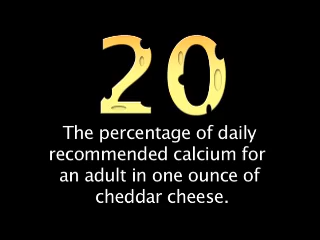 20
The percentage of daily
recommended calcium for
an adult in one ounce of
cheddar cheese.